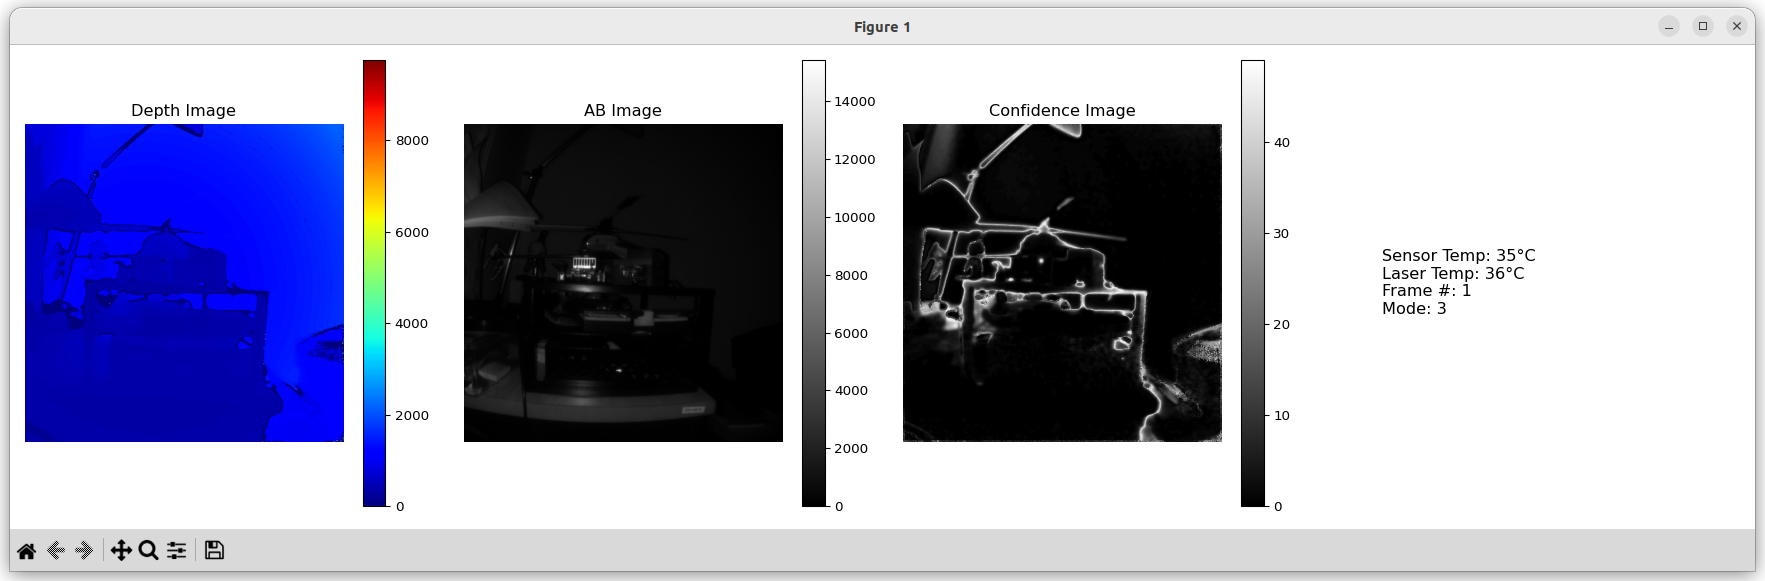 Figure 1
Depth Image
8000
6000
4000
2000
0
AB Image
14000
12000
10000
8000
6000
4000
2000
0
Confidence Image
40
30
20
10
0
Sensor Temp: 35°C
Laser Temp: 36°C
Frame #: 1
Mode: 3